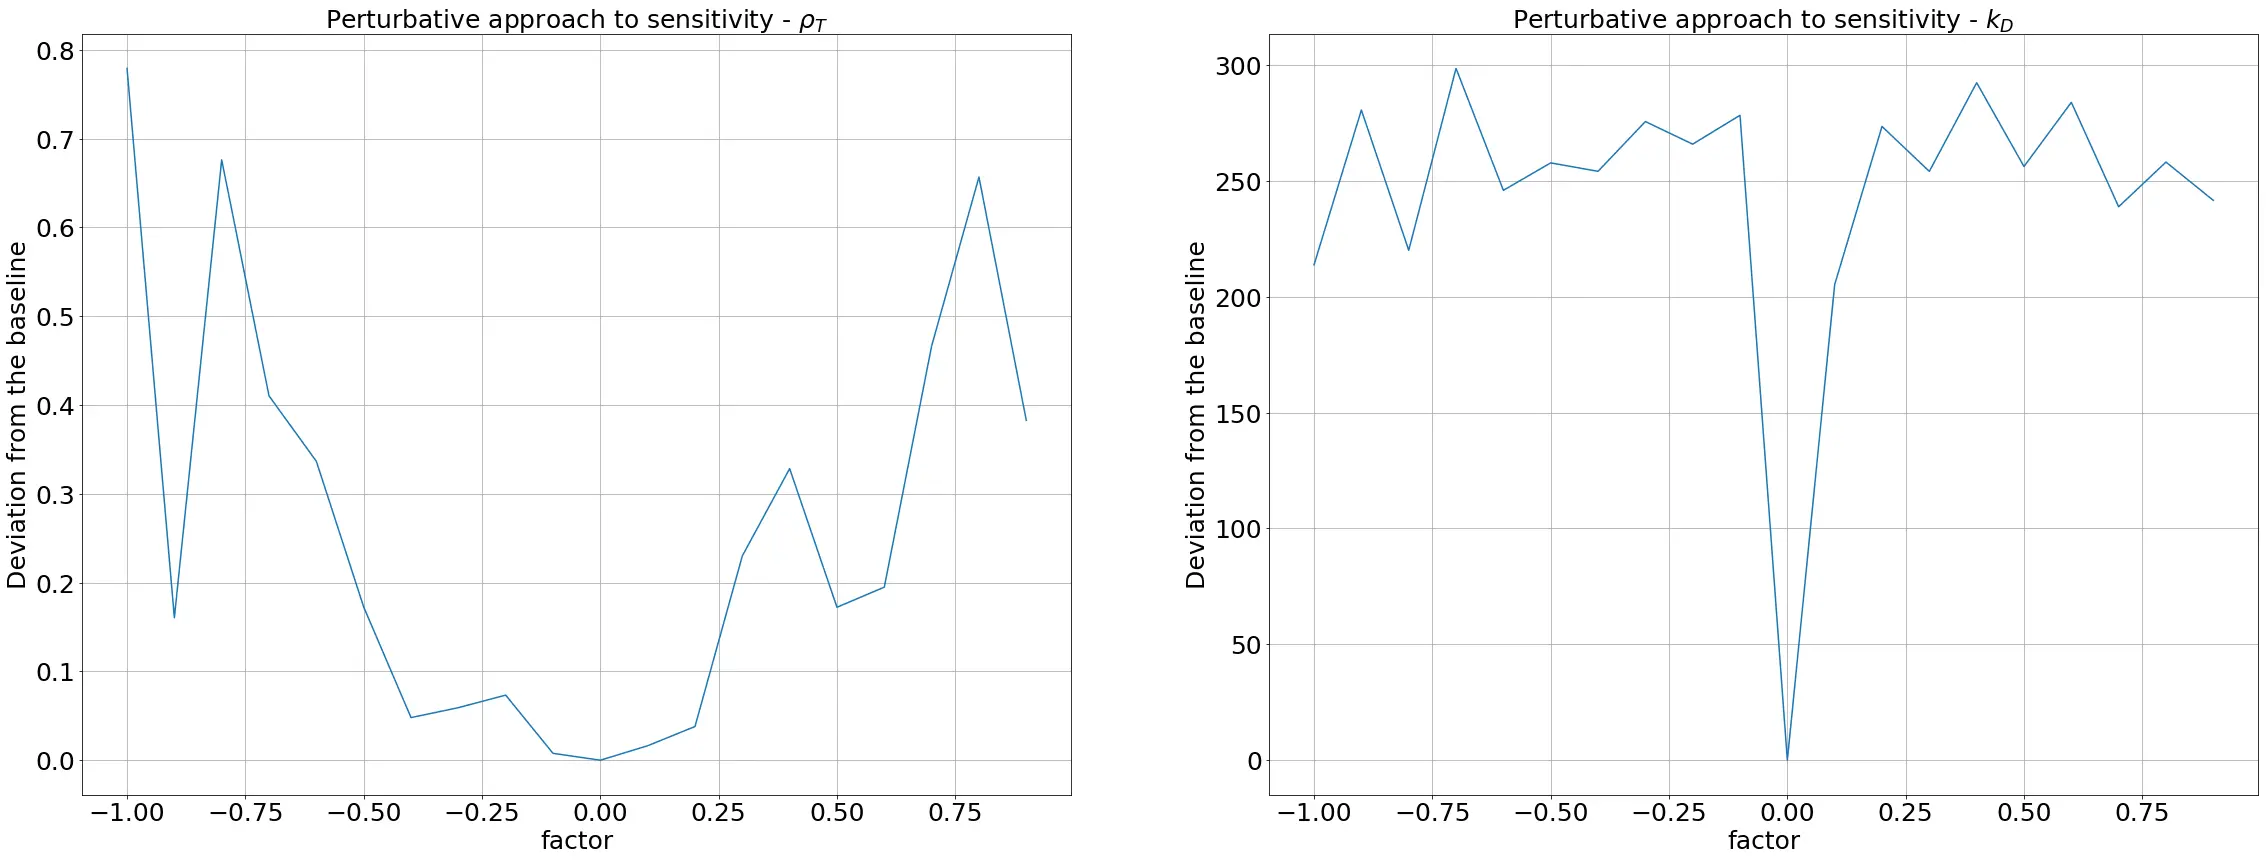 Perturbative approach to sensitivity - ρ_T
Deviation from the baseline
0.8
0.7
0.6
0.5
0.4
0.3
0.2
0.1
0.0
−1.00 −0.75 −0.50 −0.25 0.00 0.25 0.50 0.75
factor
Perturbative approach to sensitivity - k_D
Deviation from the baseline
300
250
200
150
100
50
0
−1.00 −0.75 −0.50 −0.25 0.00 0.25 0.50 0.75
factor